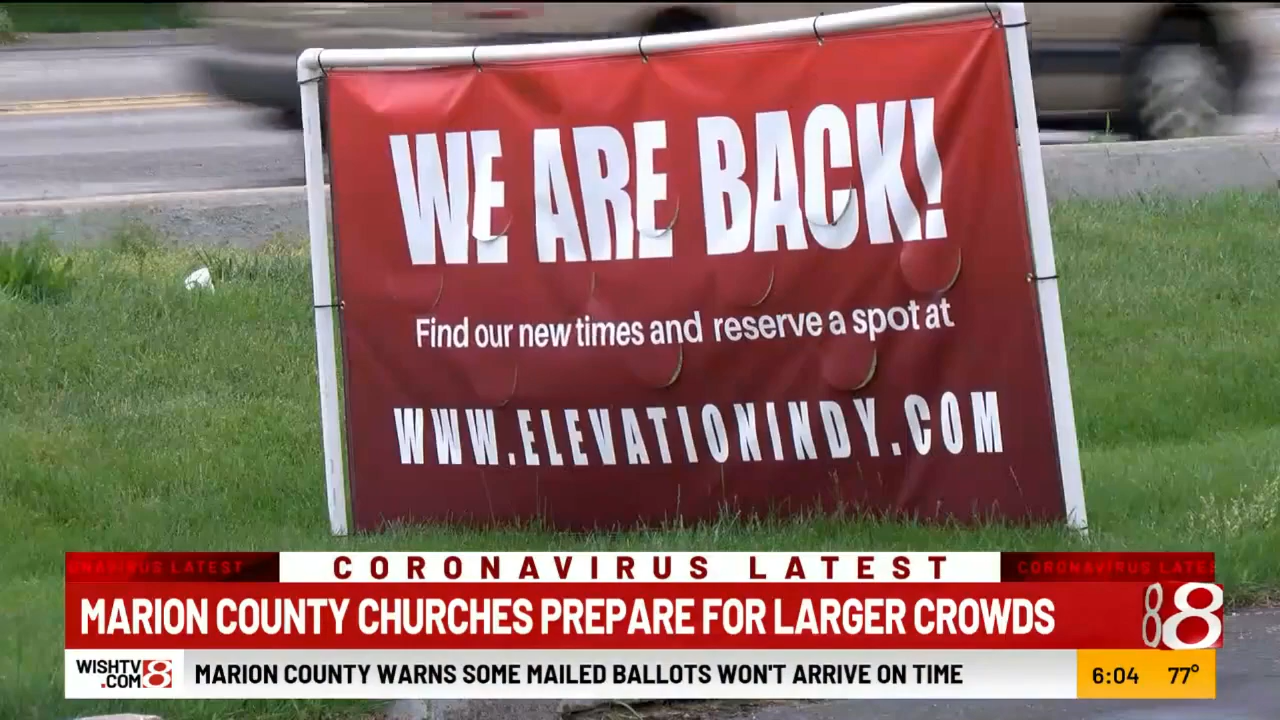 WE ARE BACK!
Find our new times and reserve a spot at
WWW.ELEVATIONINDY.COM
CORONAVIRUS LATEST
MARION COUNTY CHURCHES PREPARE FOR LARGER CROWDS
8
WISHTV
.COM 8
MARION COUNTY WARNS SOME MAILED BALLOTS WON'T ARRIVE ON TIME
6:04 77°